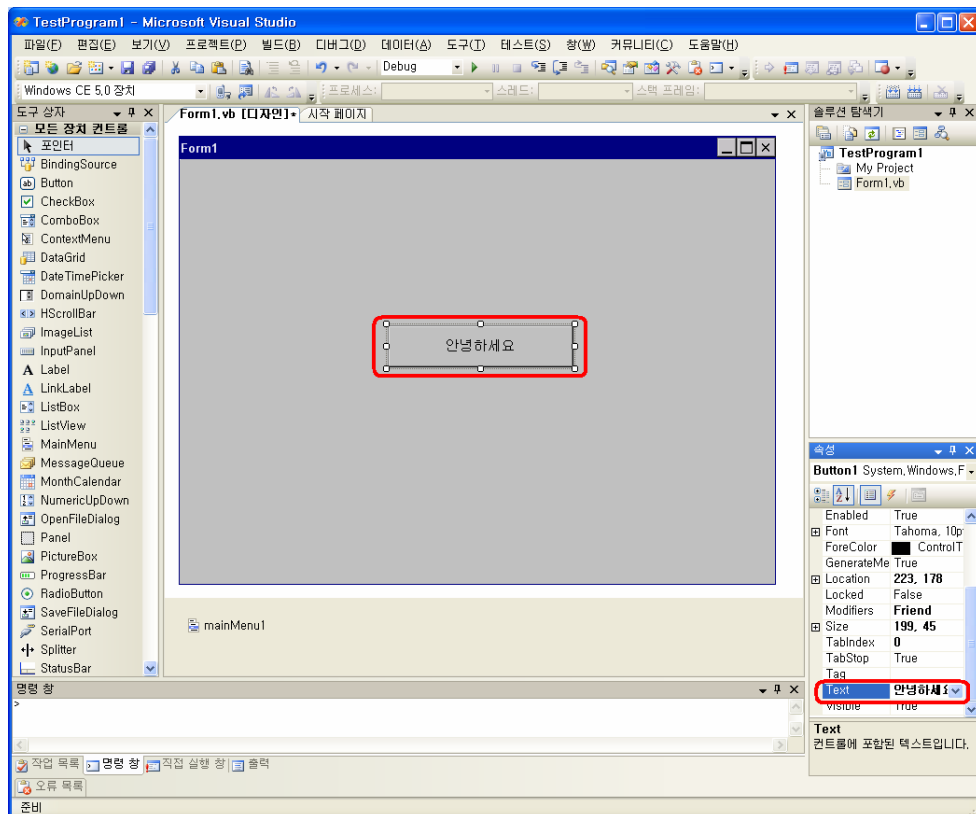 TestProgram1 - Microsoft Visual Studio
파일(F) 편집(E) 보기(V) 프로젝트(P) 빌드(B) 디버그(D) 데이터(A) 도구(T) 테스트(S) 창(W) 커뮤니티(C) 도움말(H)
Debug
Windows CE 5.0 장치 프로세스: 스레드: 스택 프레임:
도구 상자
모든 장치 컨트롤
포인터
BindingSource
Button
CheckBox
ComboBox
ContextMenu
DataGrid
DateTimePicker
DomainUpDown
HScrollBar
ImageList
InputPanel
Label
LinkLabel
ListBox
ListView
MainMenu
MessageQueue
MonthCalendar
NumericUpDown
OpenFileDialog
Panel
PictureBox
ProgressBar
RadioButton
SaveFileDialog
SerialPort
Splitter
StatusBar
Form1.vb [디자인]* 시작 페이지
Form1
안녕하세요
mainMenu1
솔루션 탐색기
TestProgram1
My Project
Form1.vb
속성
Button1 System.Windows.F
Enabled True
Font Tahoma, 10p
ForeColor ControlT
GenerateMe True
Location 223, 178
Locked False
Modifiers Friend
Size 199, 45
TabIndex 0
TabStop True
Tag
Text 안녕하세요
Visible True
Text
컨트롤에 포함된 텍스트입니다.
명령 창
>
작업 목록 명령 창 직접 실행 창 출력
오류 목록
준비